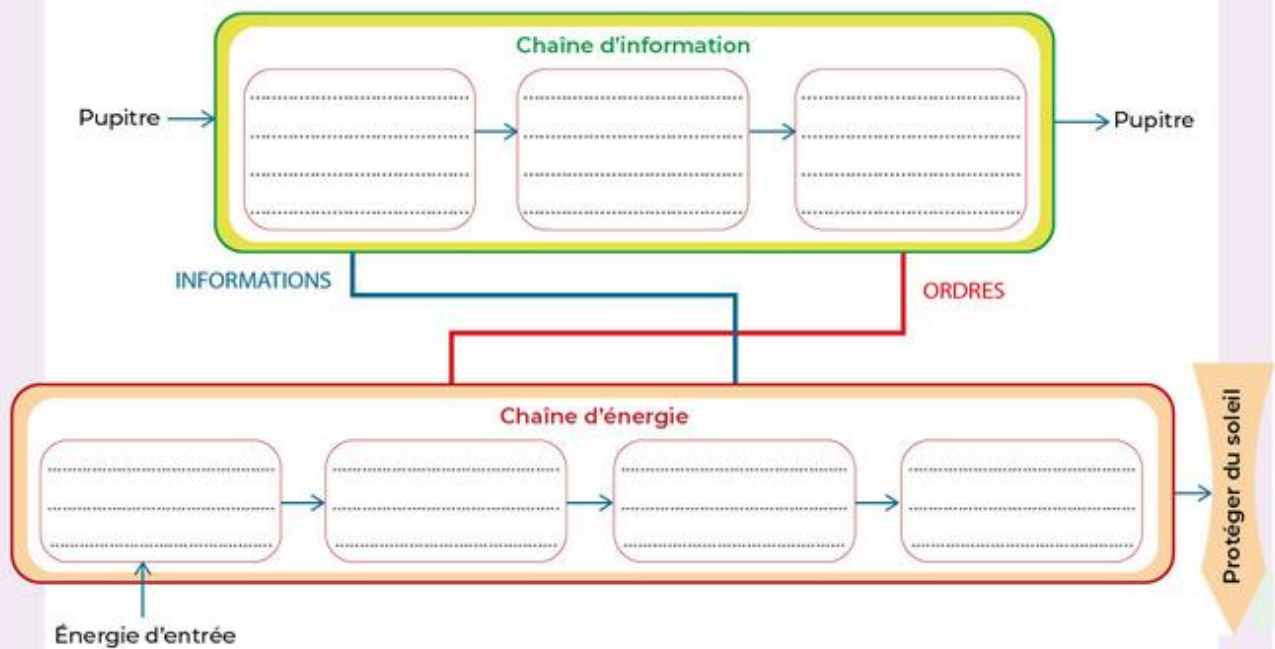 Chaîne d'information
Pupitre
Pupitre
INFORMATIONS
ORDRES
Chaîne d'énergie
Protéger du soleil
Énergie d'entrée